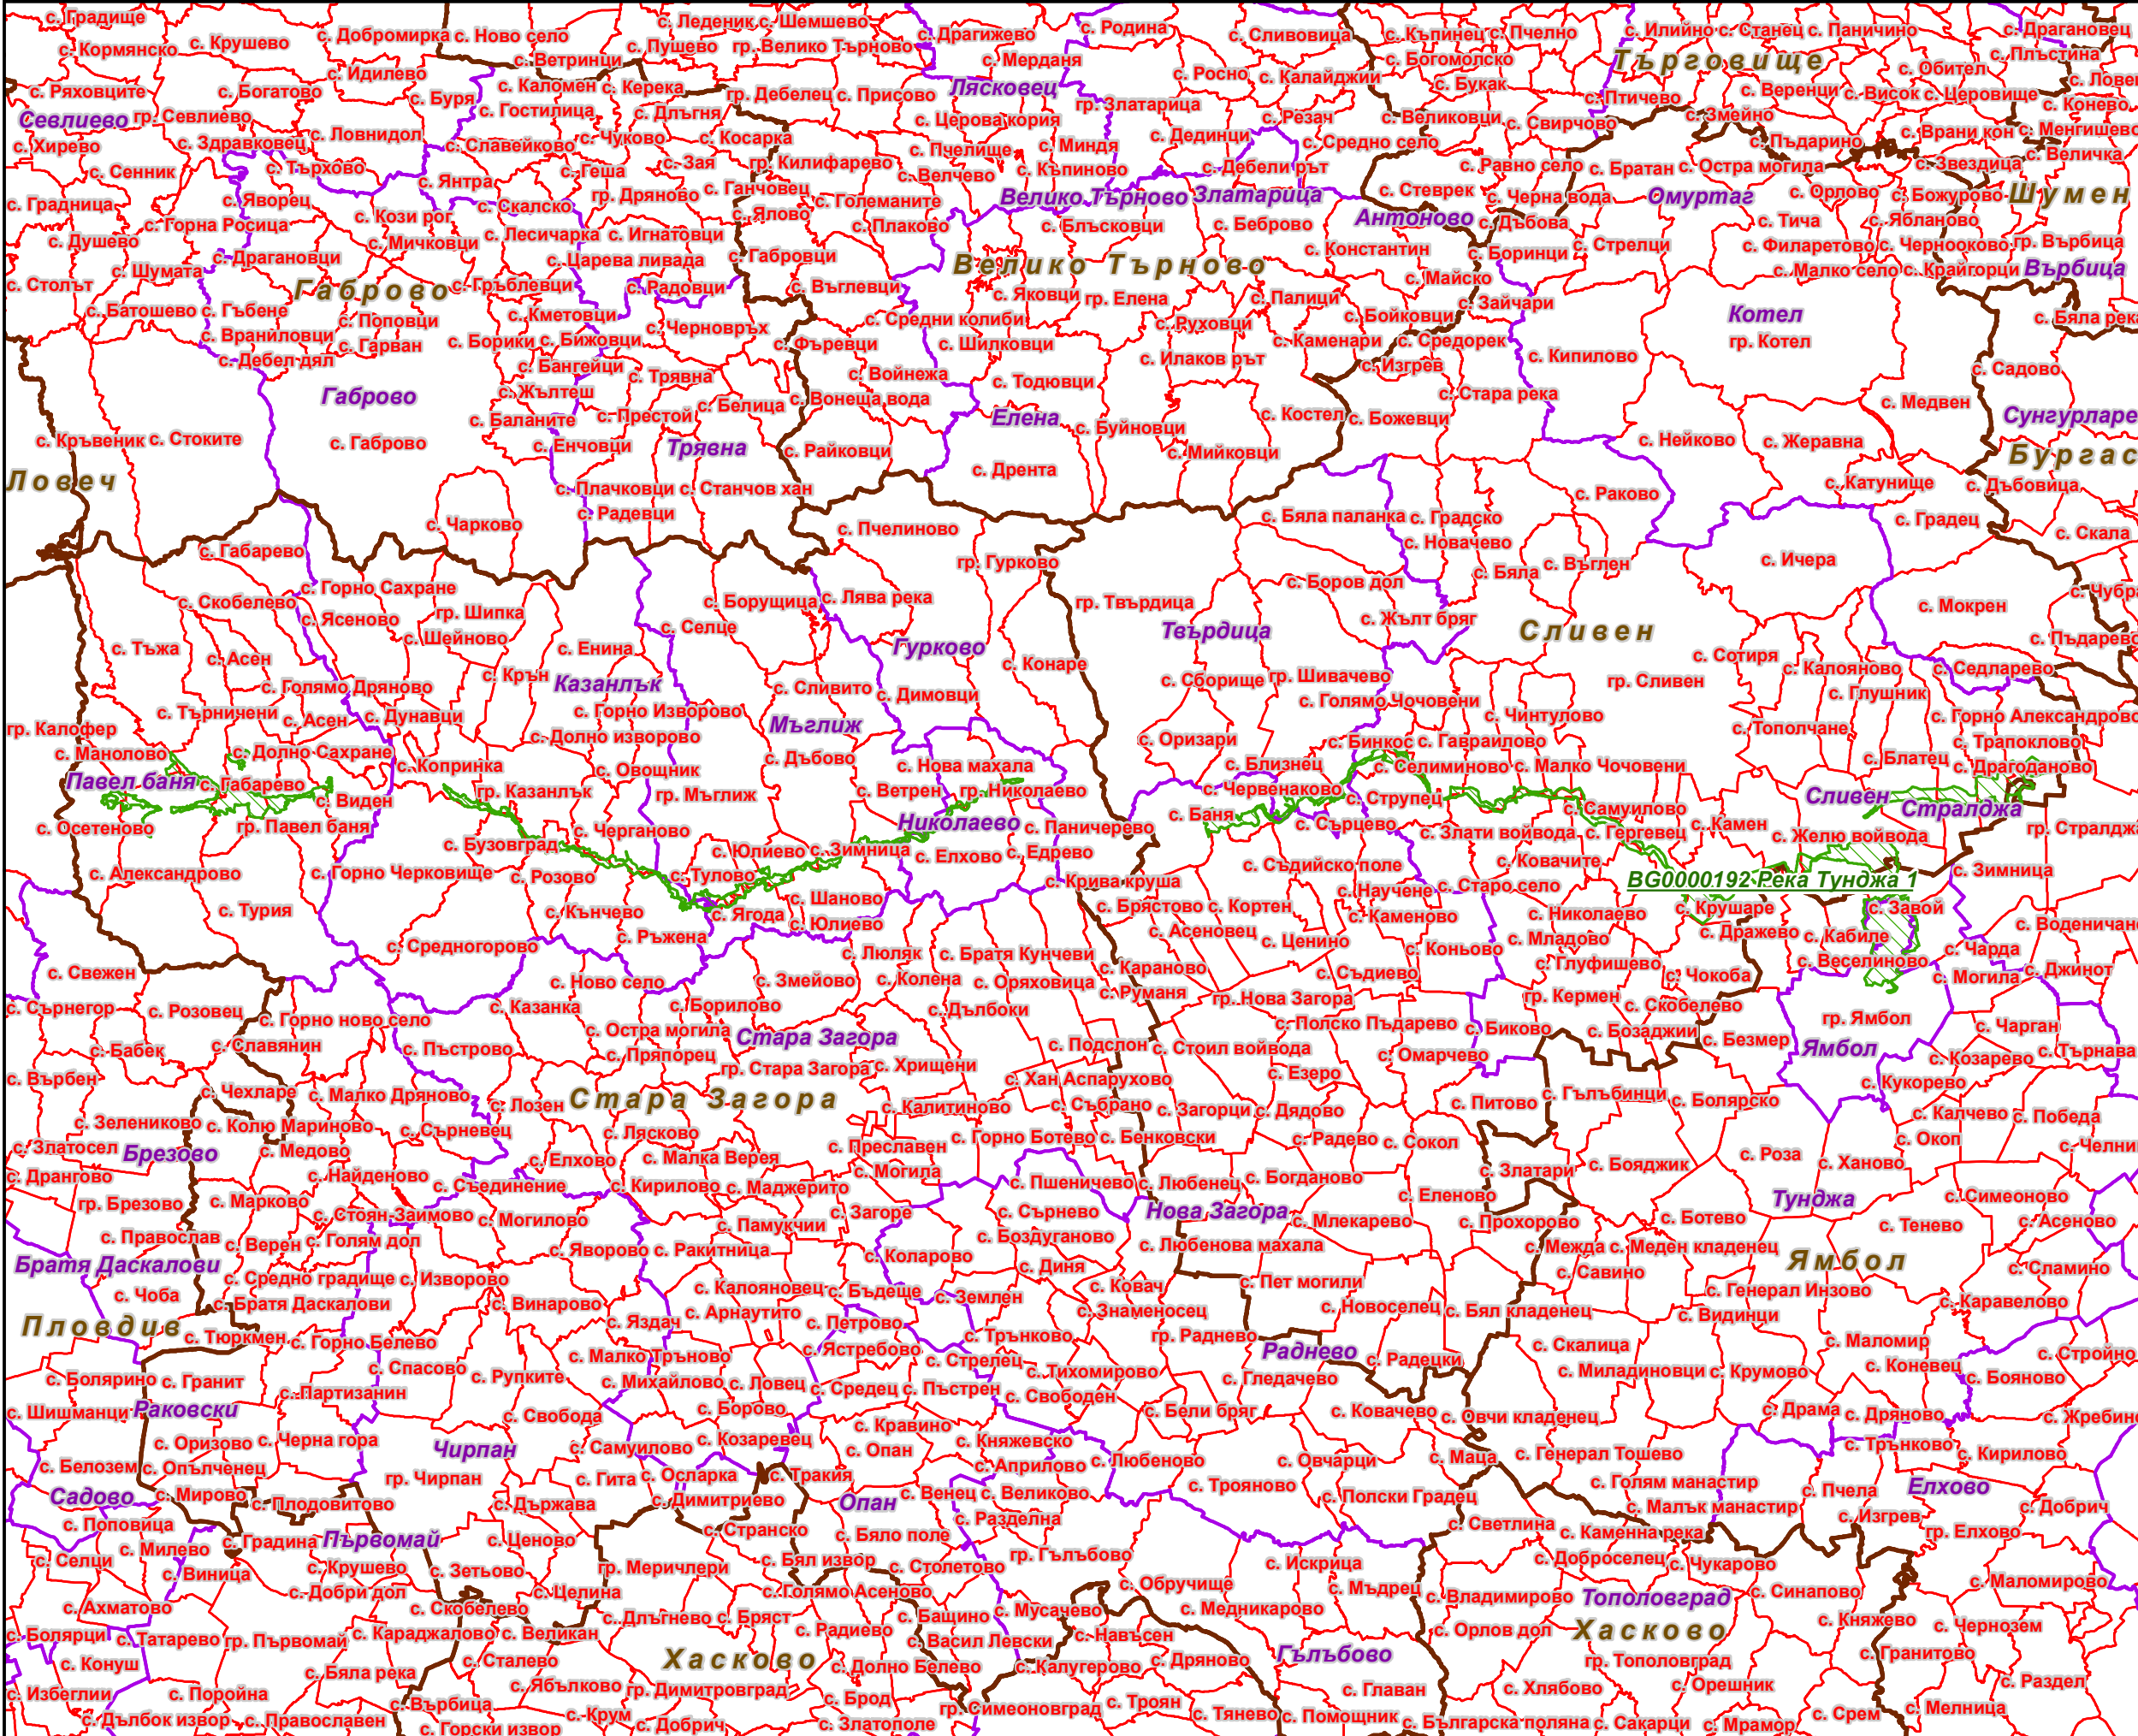 с. Градище
с. Леденик с. Шемшево
с. Кормянско с. Крушево с. Добромирка с. Ново село
с. Пушево гр. Велико Търново с. Драгижево с. Родина с. Сливовица с. Къпинец с. Пчелно с. Илийно с. Станец с. Паничино с. Драгановец
с. Ветринци с. Мерданя с. Богомолско Търговище с. Плъстина
с. Идилево с. Каломен с. Керека с. Росно с. Калайджии с. Букак с. Обител
с. Ряховците с. Богатово с. Буря гр. Дебелец с. Присово Лясковец гр. Златарица с. Птичево с. Веренци с. Висок с. Церовище с. Конево
Севлиево гр. Севлиево с. Гостилица с. Длъгня с. Церова кория с. Резач с. Великовци с. Свирчово с. Змейно
с. Хирево с. Здравковец с. Ловнидол с. Славейково с. Чуково с. Косарка с. Пчелище с. Миндя с. Дединци с. Средно село с. Пъдарино с. Врани кон с. Менгишево
с. Сенник с. Търхово с. Геша с. Зая гр. Килифарево с. Велчево с. Къпиново с. Дебели рът с. Равно село с. Братан с. Остра могила с. Звездица с. Величка
с. Градница с. Яворец с. Янтра гр. Дряново с. Ганчовец с. Големаните Велико Търново Златарица с. Стеврек с. Черна вода Омуртаг с. Орлово с. Божурово Шумен
с. Горна Росица с. Кози рог с. Скалско с. Ялово с. Плаково с. Блъсковци с. Беброво Антоново с. Дъбова с. Тича с. Ябланово
с. Душево с. Мичковци с. Лесичарка с. Игнатовци с. Константин с. Стрелци с. Филаретово с. Чернооково гр. Върбица
с. Шумата с. Драгановци с. Царева ливада с. Габровци Велико Търново с. Боринци с. Малко село с. Крайгорци Върбица
с. Столът Габрово с. Гръблевци с. Радовци с. Въглевци с. Яковци гр. Елена с. Палици с. Майско с. Зайчари
с. Батошево с. Гъбене с. Поповци с. Кметовци с. Черновръх с. Средни колиби с. Руховци с. Бойковци Котел с. Бяла река
с. Враниловци с. Гарван с. Борики с. Бижовци с. Фъревци с. Шилковци с. Каменари с. Средорек гр. Котел
с. Дебел дял с. Бангейци с. Трявна с. Войнежа с. Илаков рът с. Изгрев с. Кипилово с. Садово
Габрово с. Жълтеш с. Белица с. Вонеща вода с. Тодювци с. Стара река с. Медвен
с. Баланите с. Престой Елена с. Буйновци с. Костел с. Божевци Сунгурларе
с. Кръвеник с. Стоките с. Габрово с. Енчовци Трявна с. Райковци с. Мийковци с. Нейково с. Жеравна Бургас
Ловеч с. Плачковци с. Станчов хан с. Дрента с. Раково с. Катунище с. Дъбовица
с. Чарково с. Радевци с. Пчелиново с. Бяла паланка с. Градско с. Градец с. Скала
с. Габарево гр. Гурково с. Новачево с. Бяла с. Въглен с. Ичера
с. Скобелево с. Горно Сахране гр. Шипка с. Борущица с. Лява река гр. Твърдица с. Боров дол с. Мокрен
с. Ясеново с. Шейново с. Селце Твърдица с. Жълт бряг Сливен с. Пъдарево
с. Тъжа с. Асен с. Енина Гурково с. Конаре с. Сотиря с. Калояново с. Седларево
с. Голямо Дряново с. Крън Казанлък с. Сливито с. Димовци с. Сборище гр. Шивачево гр. Сливен с. Глушник
с. Търничени с. Асен с. Дунавци с. Горно Изворово Мъглиж с. Голямо Чочовени с. Чинтулово с. Тополчане с. Горно Александрово
гр. Калофер с. Манолово с. Долно Сахране с. Долно изворово с. Дъбово с. Оризари с. Бинкос с. Гавраилово с. Трапоклово
с. Копринка с. Овощник с. Нова махала с. Близнец с. Селиминово с. Малко Чочовени с. Блатец с. Драгоданово
Павел баня с. Габарево с. Виден гр. Казанлък гр. Мъглиж с. Ветрен гр. Николаево с. Червенаково с. Струпец с. Самуилово Сливен Стралджа
с. Осетеново гр. Павел баня с. Черганово Николаево с. Паничерево с. Баня с. Сърцево с. Злати войвода с. Гергевец с. Камен с. Желю войвода гр. Стралджа
с. Бузовград с. Юлиево с. Зимница с. Елхово с. Едрево с. Съдийско поле с. Ковачите
с. Александрово с. Горно Черковище с. Розово с. Тулово с. Крива круша с. Научене с. Старо село BG0000192 Река Тунджа 1 с. Зимница
с. Турия с. Кънчево с. Ягода с. Шаново с. Юлиево с. Брястово с. Кортен с. Каменово с. Николаево с. Крушаре с. Завой
с. Средногорово с. Ръжена с. Асеновец с. Ценино с. Коньово с. Младово с. Дражево с. Кабиле с. Чарда
с. Свежен с. Ново село с. Змейово с. Люляк с. Братя Кунчеви с. Караново с. Съдиево с. Глуфишево с. Чокоба с. Веселиново с. Могила с. Джинот
с. Сърнегор с. Розовец с. Казанка с. Борилово с. Колена с. Оряховица с. Руманя гр. Нова Загора гр. Кермен с. Скобелево
с. Горно ново село с. Остра могила с. Дълбоки с. Полско Пъдарево с. Биково с. Бозаджии гр. Ямбол с. Чарган
с. Бабек с. Славянин с. Пъстрово с. Пряпорец Стара Загора с. Подслон с. Стоил войвода с. Омарчево с. Безмер Ямбол с. Козарево с. Търнава
с. Върбен с. Чехларе с. Малко Дряново гр. Стара Загора с. Хрищени с. Хан Аспарухово с. Езеро с. Кукорево
с. Лозен Стара Загора с. Калитиново с. Събрано с. Загорци с. Дядово с. Питово с. Гълъбинци с. Болярско с. Калчево с. Победа
с. Зелениково с. Колю Мариново с. Сърневец с. Лясково с. Преславен с. Горно Ботево с. Бенковски с. Радево с. Сокол с. Окоп
с. Златосел Брезово с. Медово с. Елхово с. Малка Верея с. Могила с. Роза с. Ханово
с. Дрангово с. Найденово с. Съединение с. Кирилово с. Маджерито с. Пшеничево с. Любенец с. Богданово с. Златари с. Бояджик
гр. Брезово с. Марково с. Стоян Заимово с. Могилово с. Памукчии с. Загоре с. Сърнево Нова Загора с. Млекарево с. Еленово с. Прохорово с. Ботево Тунджа с. Симеоново
с. Православ с. Верен с. Голям дол с. Яворово с. Ракитница с. Коларово с. Боздуганово с. Любенова махала с. Межда с. Меден кладенец с. Тенево с. Асеново
Братя Даскалови с. Средно градище с. Изворово с. Калояновец с. Бъдеще с. Диня с. Ковач с. Пет могили с. Савино Ямбол с. Сламино
с. Чоба с. Братя Даскалови с. Винарово с. Арнаутито с. Землен с. Знаменосец с. Новоселец с. Бял кладенец с. Генерал Инзово с. Каравелово
Пловдив с. Тюркмен с. Горно Белево с. Яздач с. Петрово с. Трънково гр. Раднево с. Видинци с. Маломир
с. Спасово с. Малко Тръново с. Ястребово с. Стрелец с. Тихомирово Раднево с. Радецки с. Скалица с. Коневец с. Стройно
с. Болярино с. Гранит с. Партизанин с. Рупките с. Михайлово с. Ловец с. Средец с. Пъстрен с. Свободен с. Гледачево с. Миладиновци с. Крумово с. Бояново
с. Шишманци Раковски с. Свобода с. Борово с. Кравино с. Бели бряг с. Ковачево с. Овчи кладенец с. Драма с. Дряново
с. Оризово с. Черна гора Чирпан с. Самуилово с. Козаревец с. Опан с. Княжевско с. Генерал Тошево с. Трънково с. Кирилово
с. Белозем с. Опълченец гр. Чирпан с. Гита с. Осларка с. Тракия с. Априлово с. Любеново с. Овчарци с. Маца с. Голям манастир
Садово с. Мирово с. Плодовитово с. Държава с. Димитриево Опан с. Венец с. Великово с. Трояново с. Полски Градец с. Малък манастир с. Пчела Елхово с. Добрич
с. Поповица с. Градина Първомай с. Ценово с. Странско с. Бяло поле с. Разделна с. Светлина с. Каменна река с. Изгрев гр. Елхово
с. Селци с. Милево с. Крушево с. Зетьово гр. Меричлери с. Бял извор с. Столетово гр. Гълъбово с. Искрица с. Доброселец с. Чукарово
с. Виница с. Добри дол с. Целина с. Голямо Асеново с. Обручище с. Мъдрец с. Владимирово Тополовград с. Синапово с. Маломирово
с. Ахматово с. Скобелево с. Длъгнево с. Бряст с. Бащино с. Мусачево с. Медникарово с. Княжево с. Чернозем
с. Болярци с. Татарево гр. Първомай с. Караджалово с. Великан с. Радиево с. Васил Левски с. Навъсен с. Орлов дол Хасково
с. Конуш с. Бяла река с. Сталево Хасково с. Долно Белево с. Калугерово с. Дряново Гълъбово гр. Тополовград с. Гранитово
с. Избеглии с. Поройна с. Върбица с. Ябълково гр. Димитровград с. Брод гр. Симеоновград с. Троян с. Главан с. Хлябово с. Орешник с. Раздел
с. Дълбок извор с. Православен с. Горски извор с. Крум с. Добрич с. Златополе с. Тянево с. Помощник с. Българска поляна с. Сакарци с. Мрамор с. Срем с. Мелница